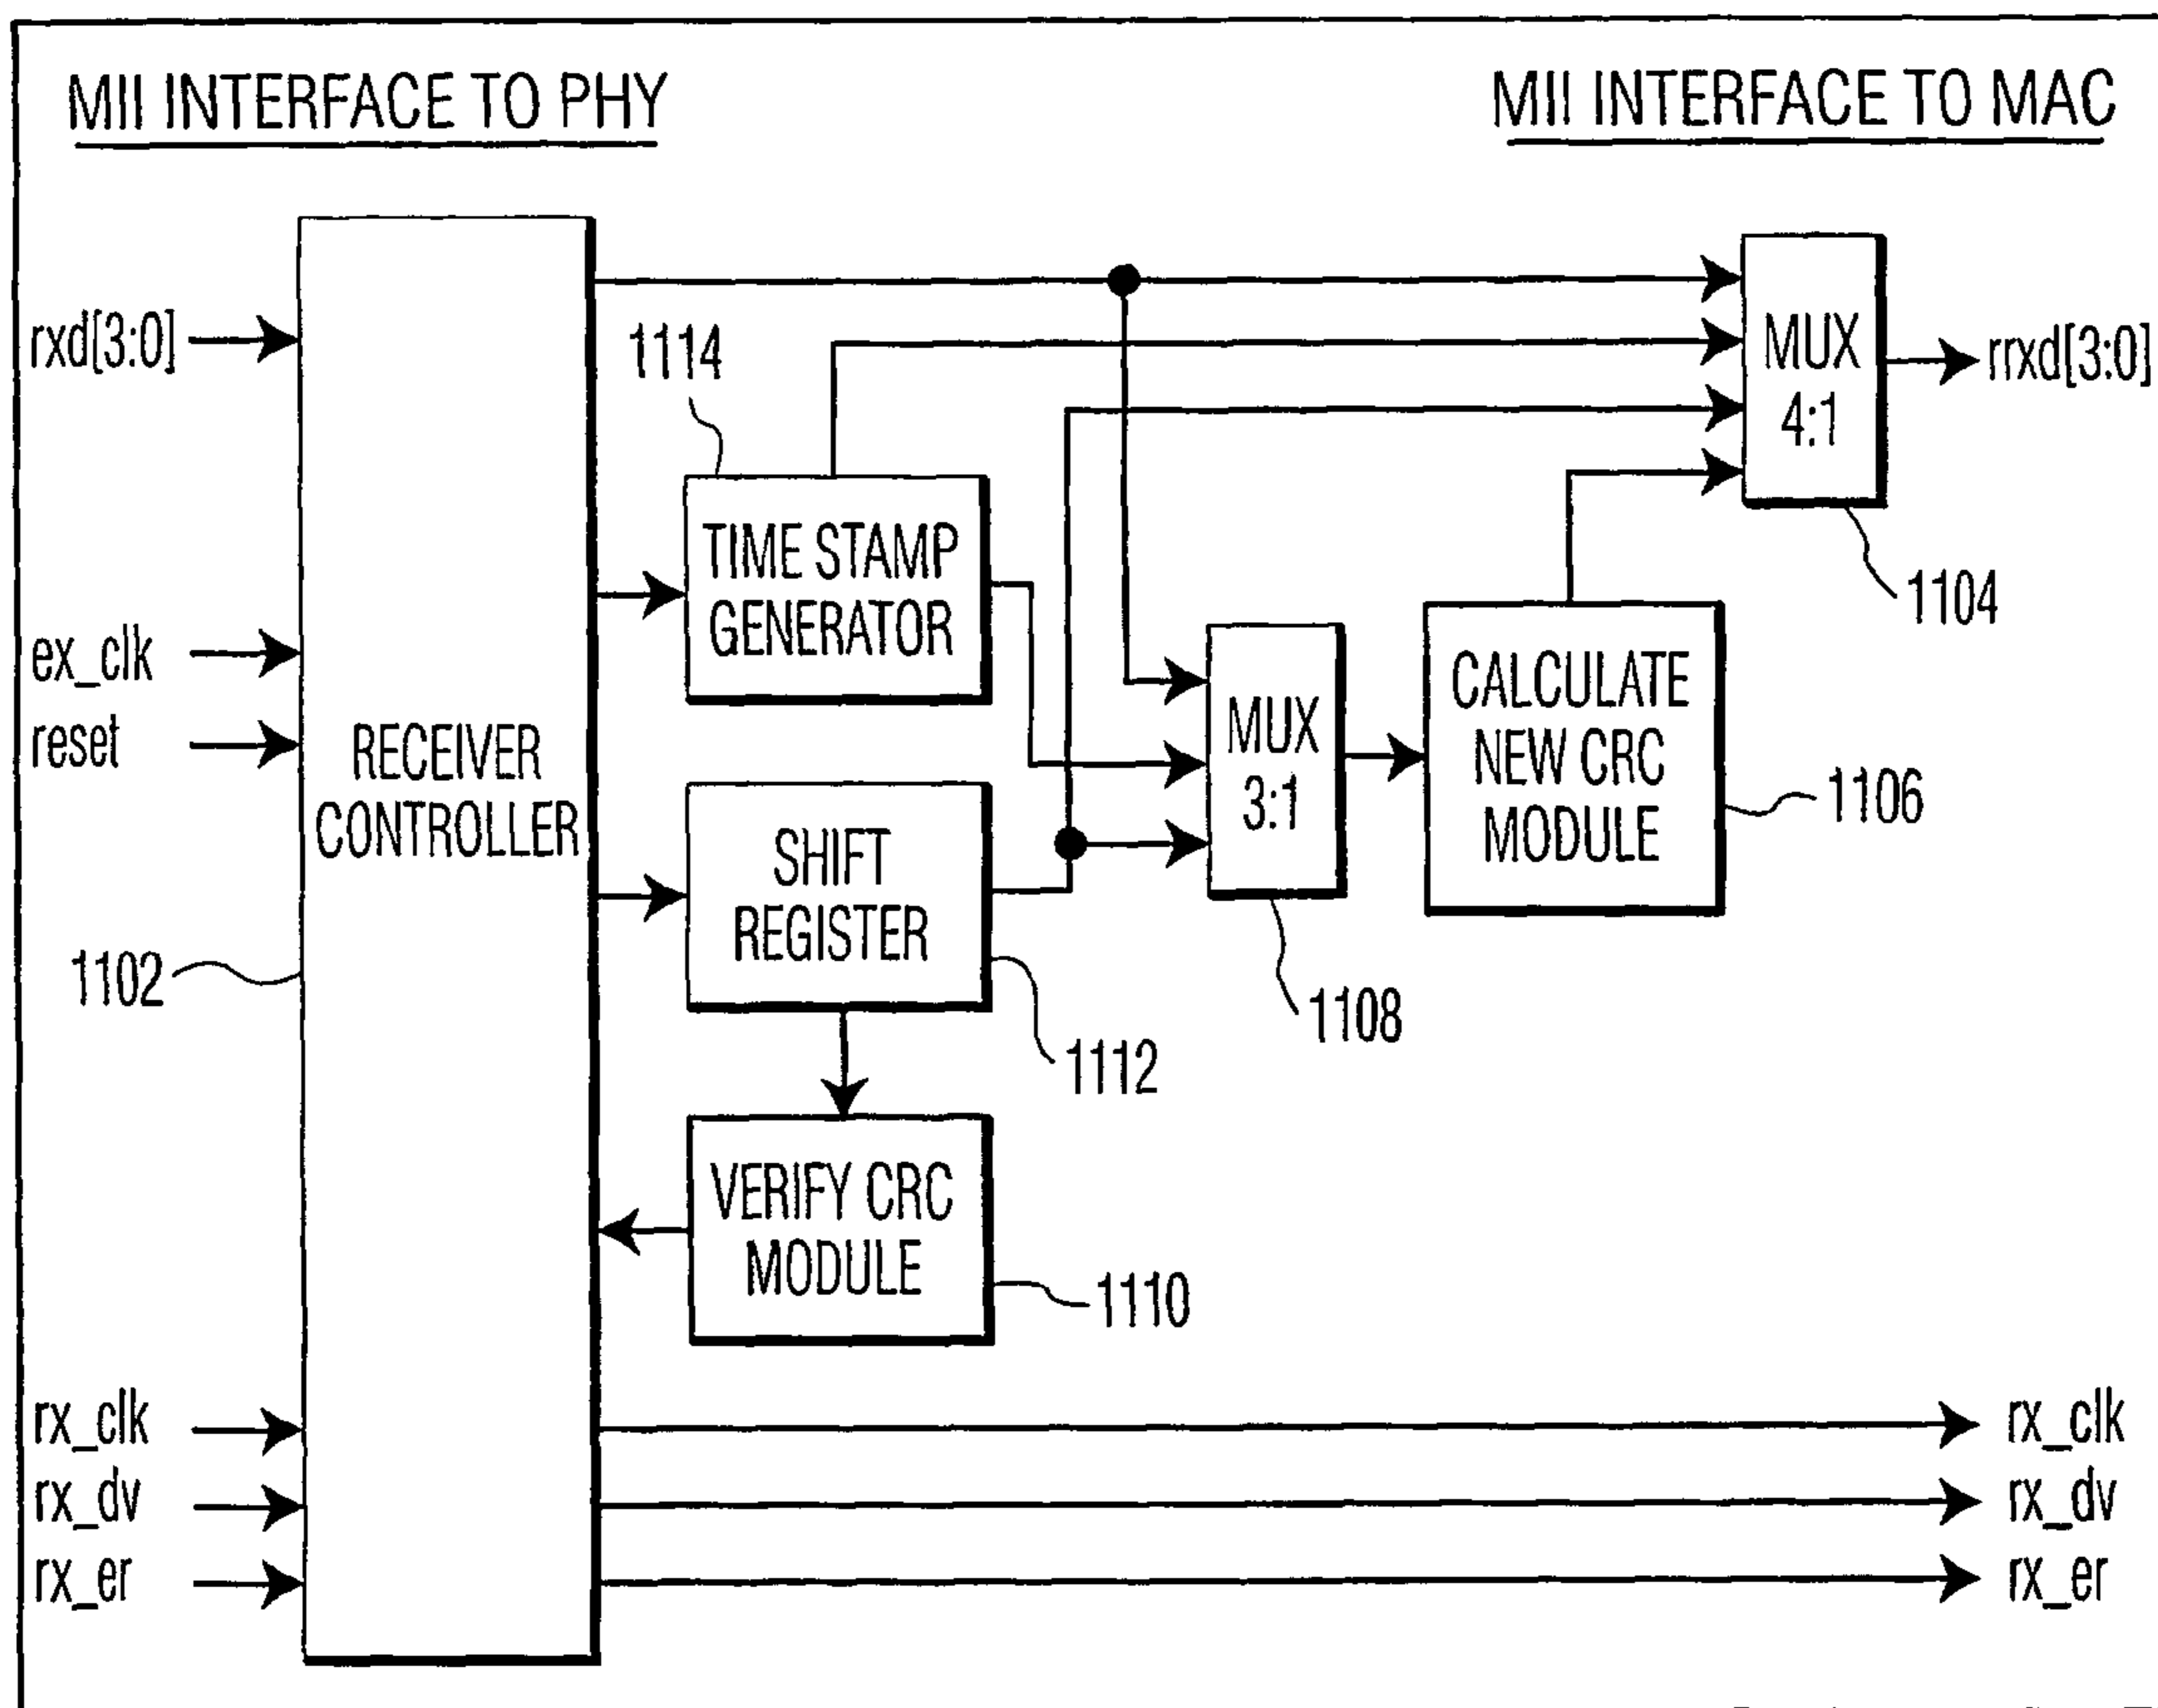 MII INTERFACE TO PHY
MII INTERFACE TO MAC
rxd[3:0]
ex_clk
reset
RECEIVER
CONTROLLER
1102
1114
TIME STAMP
GENERATOR
SHIFT
REGISTER
1112
VERIFY CRC
MODULE
1110
MUX
3:1
1108
CALCULATE
NEW CRC
MODULE
1106
MUX
4:1
1104
rrxd[3:0]
rx_clk
rx_dv
rx_er
rx_clk
rx_dv
rx_er